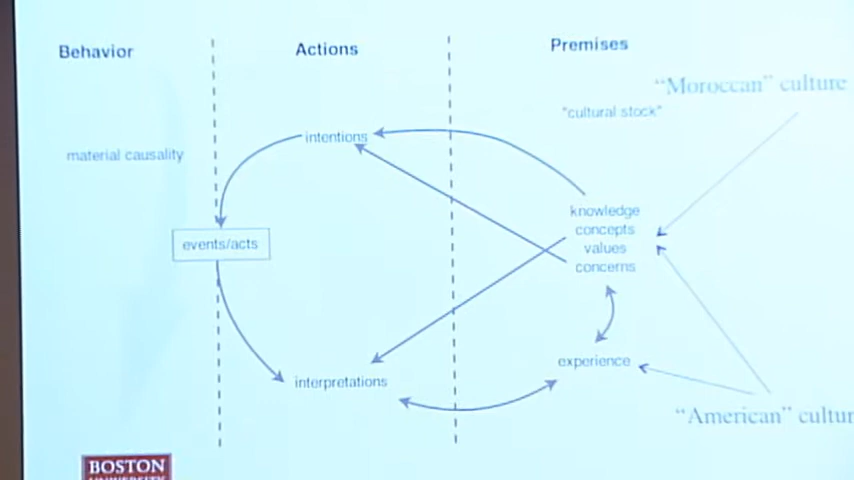 Behavior
Actions
Premises
"Moroccan" culture
"cultural stock"
intentions
material causality
knowledge
concepts
values
concerns
events/acts
experience
interpretations
"American" cultur
BOSTON
UNIVERSITY